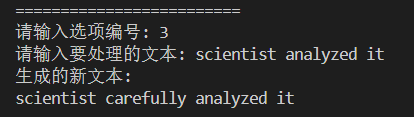 =========================
请输入选项编号: 3
请输入要处理的文本: scientist analyzed it
生成的新文本:
scientist carefully analyzed it